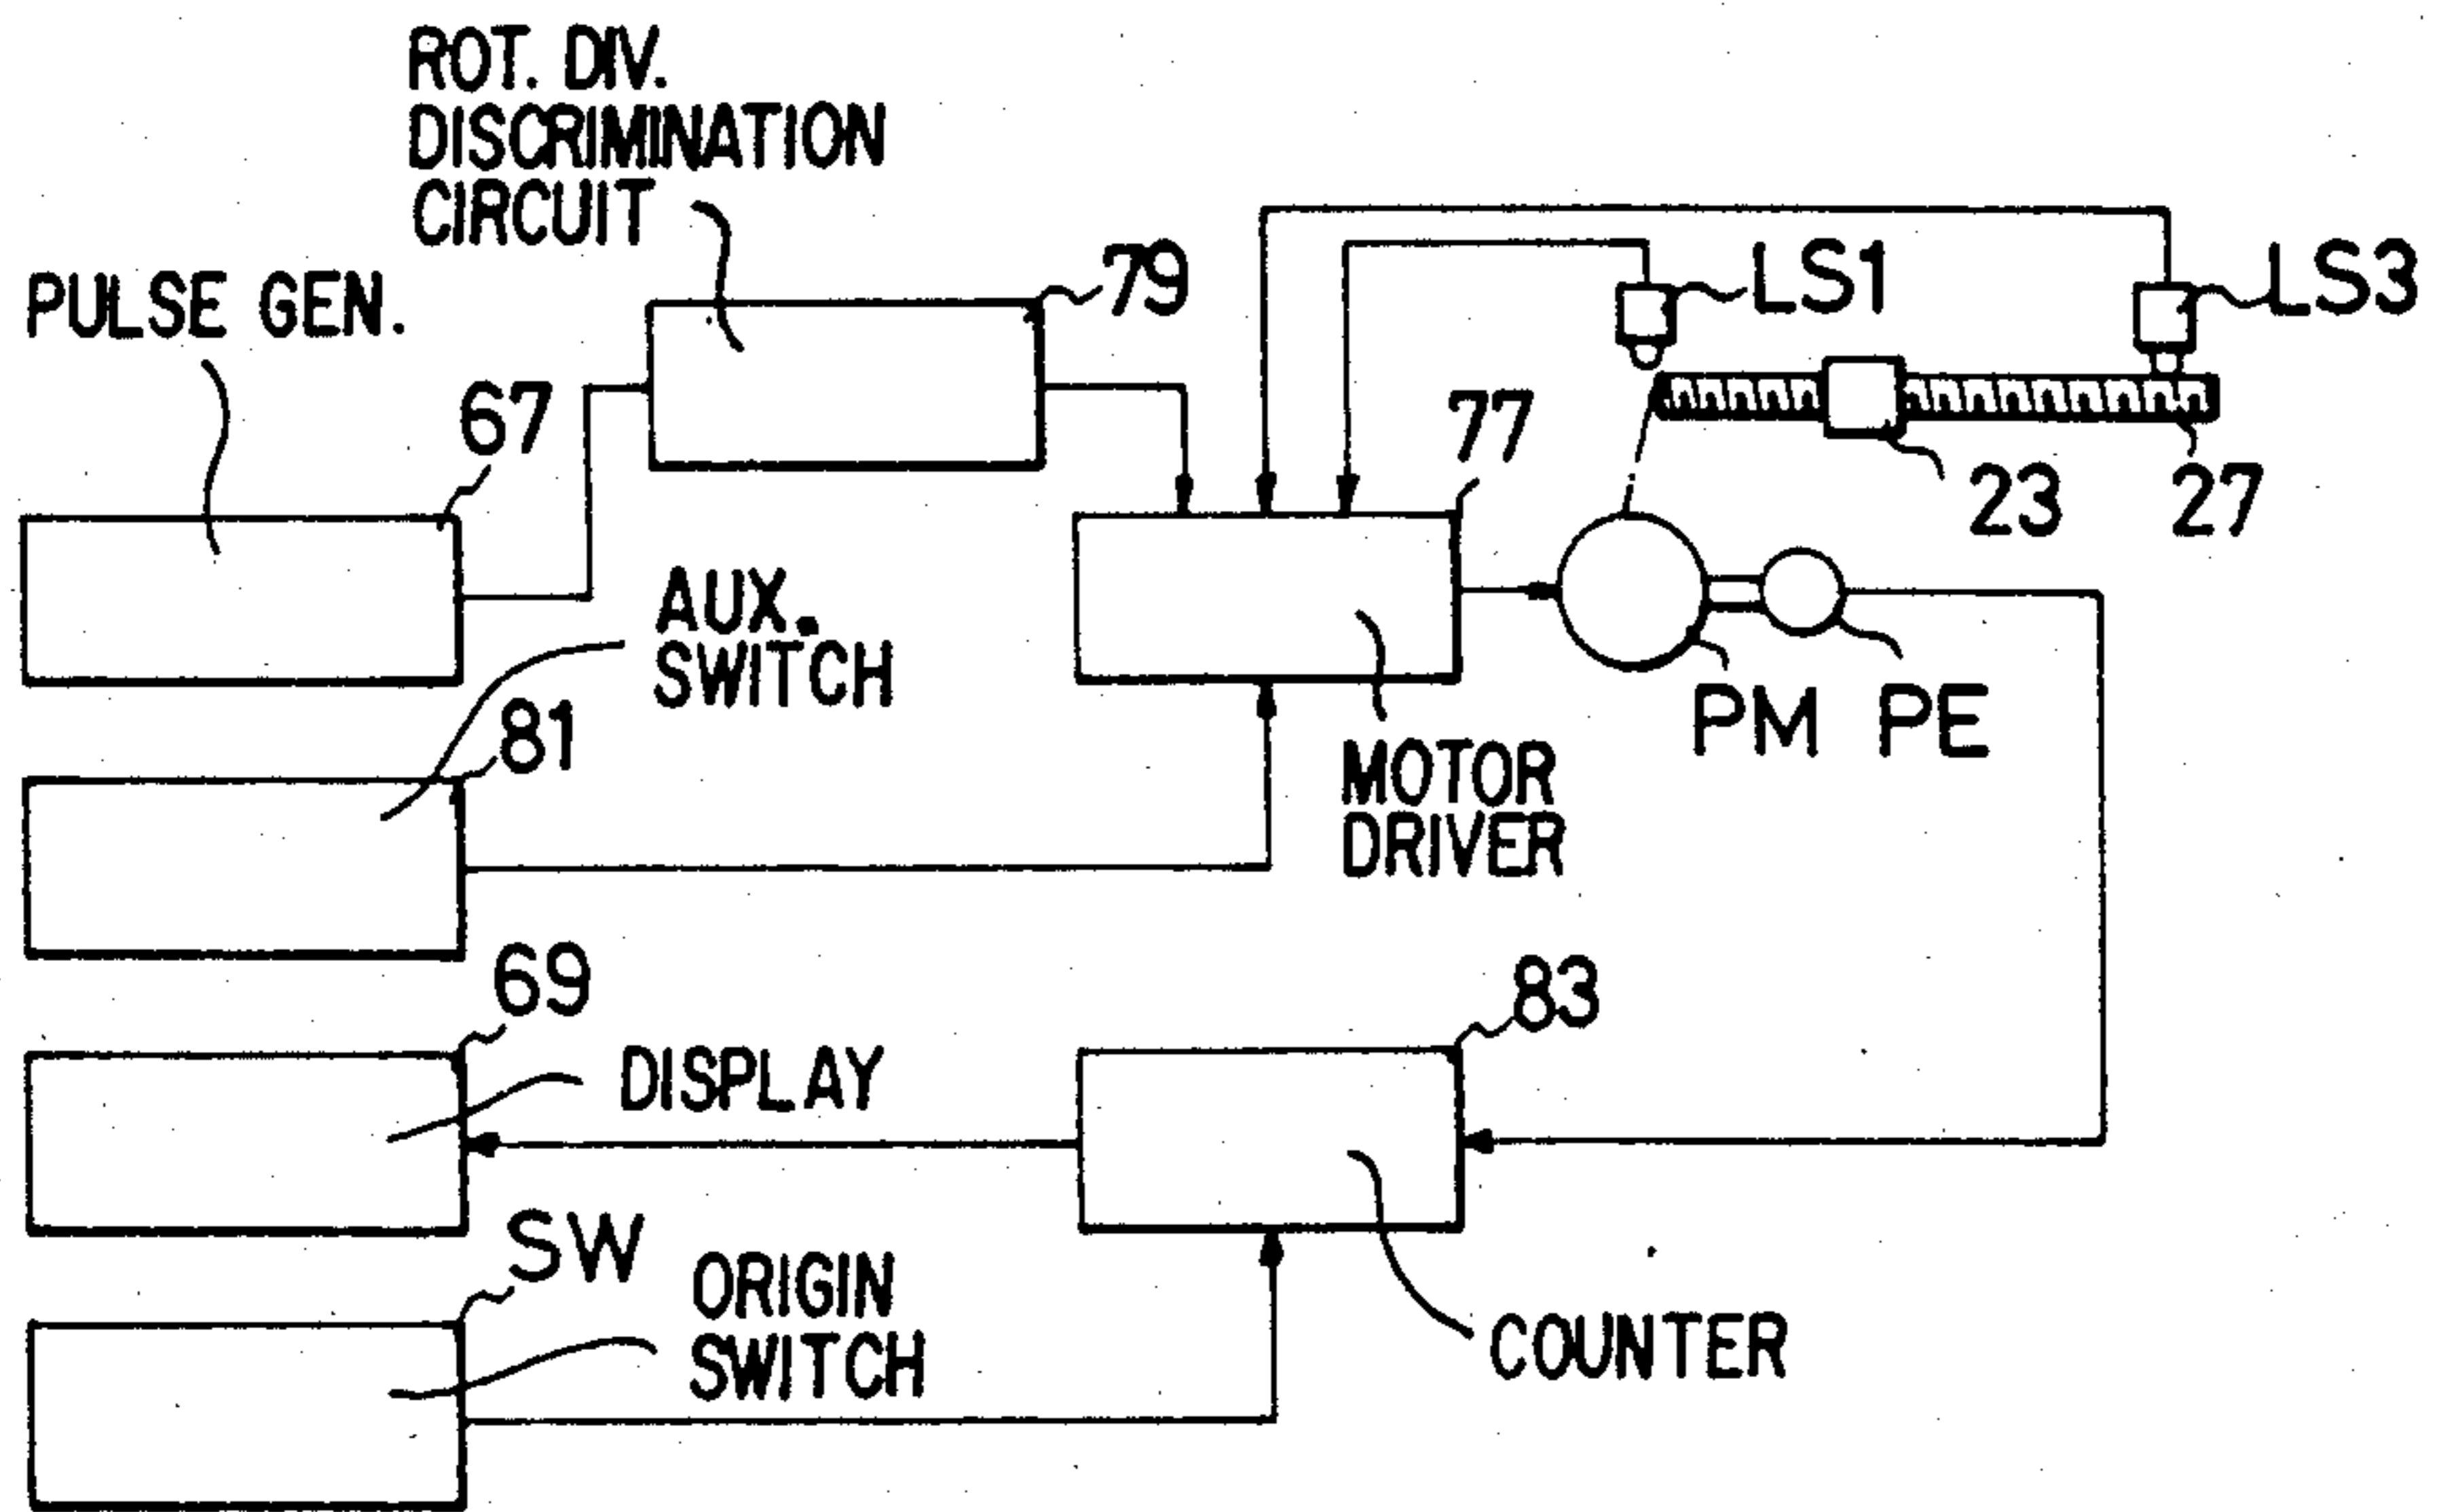 ROT. DIV.
DISCRIMINATION
CIRCUIT
PULSE GEN.
79
LS1
LS3
67
77
23
27
AUX.
SWITCH
81
PM
PE
MOTOR
DRIVER
69
83
DISPLAY
SW
ORIGIN
SWITCH
COUNTER